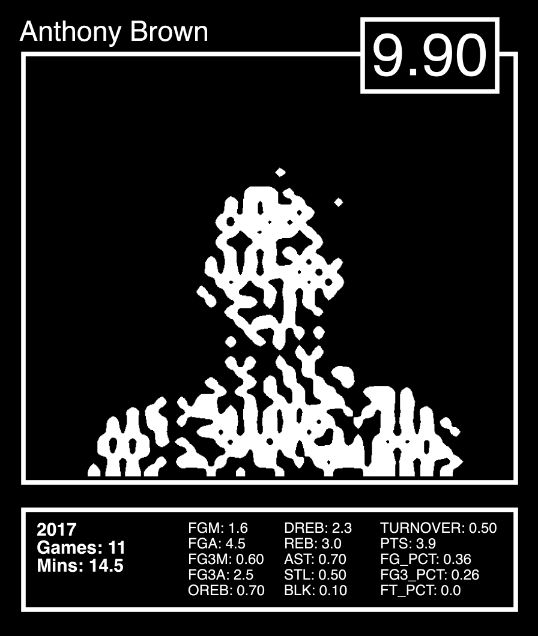 Anthony Brown
9.90
2017
Games: 11
Mins: 14.5
FGM: 1.6
FGA: 4.5
FG3M: 0.60
FG3A: 2.5
OREB: 0.70
DREB: 2.3
REB: 3.0
AST: 0.70
STL: 0.50
BLK: 0.10
TURNOVER: 0.50
PTS: 3.9
FG_PCT: 0.36
FG3_PCT: 0.26
FT_PCT: 0.0